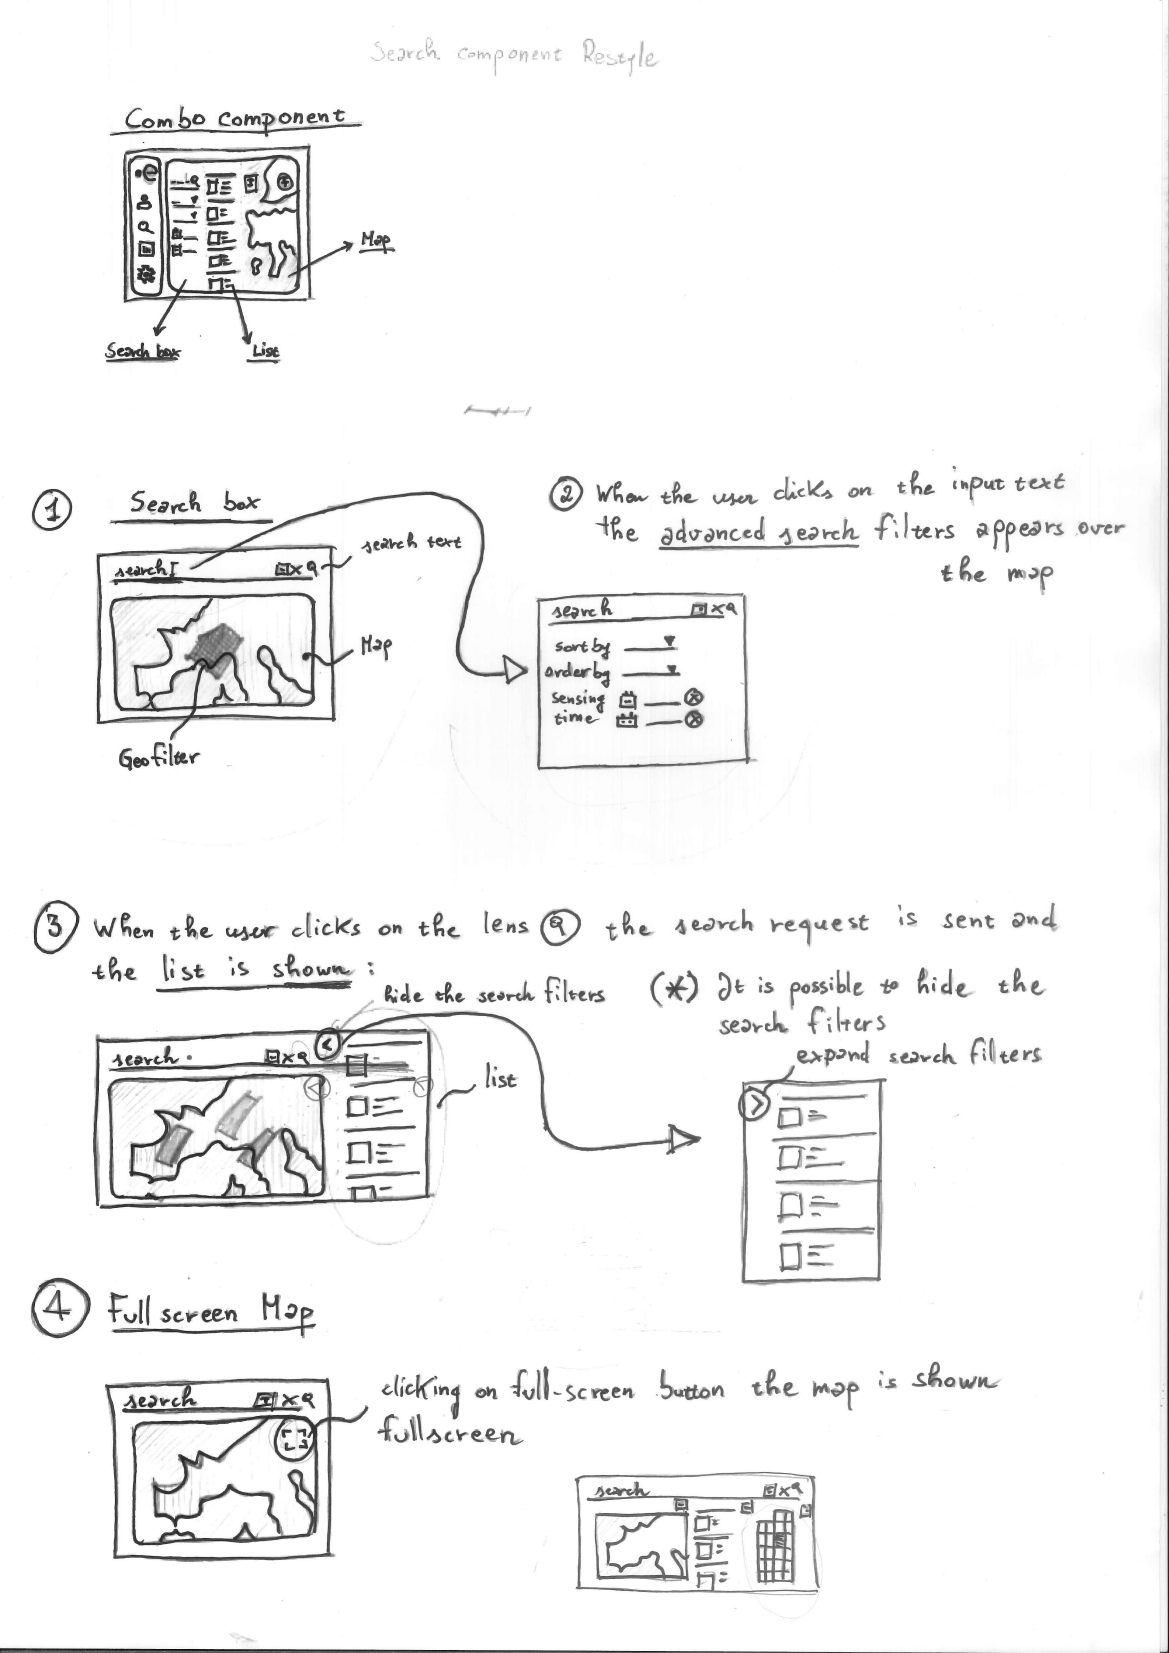 Search component Restyle
Combo component
Map
Search box
List
1
Search box
search text
search
Map
Geofilter
2 When the user clicks on the input text
the advanced search filters appears over
the map
search
sort by
order by
sensing
time
3 When the user clicks on the lens the search request is sent and
the list is shown :
hide the search filters
(*) It is possible to hide the
search filters
expand search filters
search
list
4 Full screen Map
search
clicking on full-screen button the map is shown
fullscreen
search